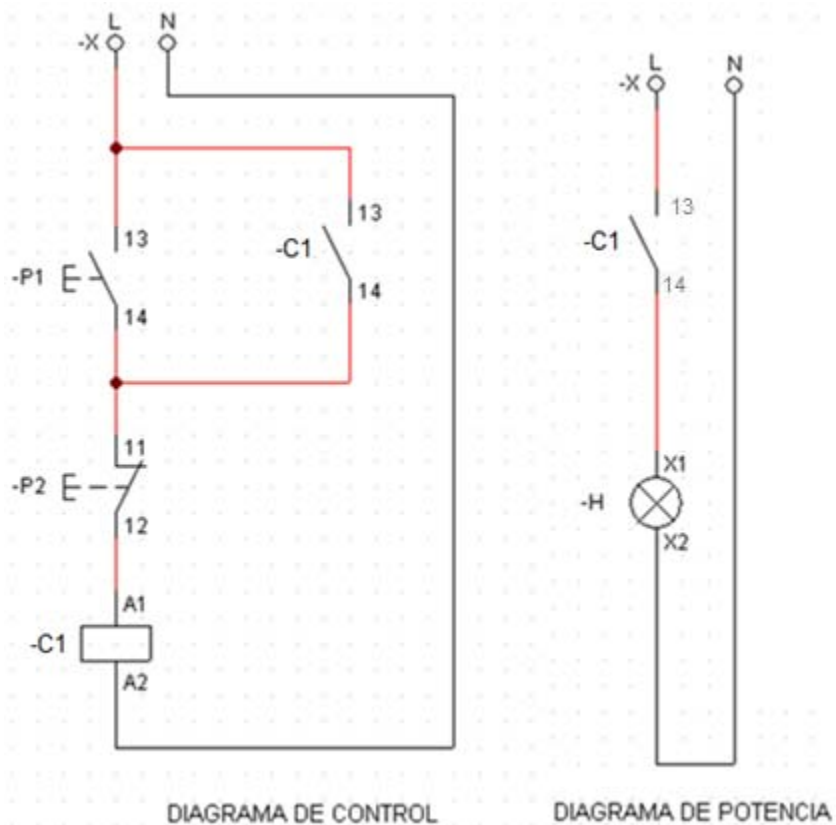 L N
-X
13
-P1
14
13
-C1
14
11
-P2
12
A1
-C1
A2
DIAGRAMA DE CONTROL
L N
-X
13
-C1
14
X1
-H
X2
DIAGRAMA DE POTENCIA